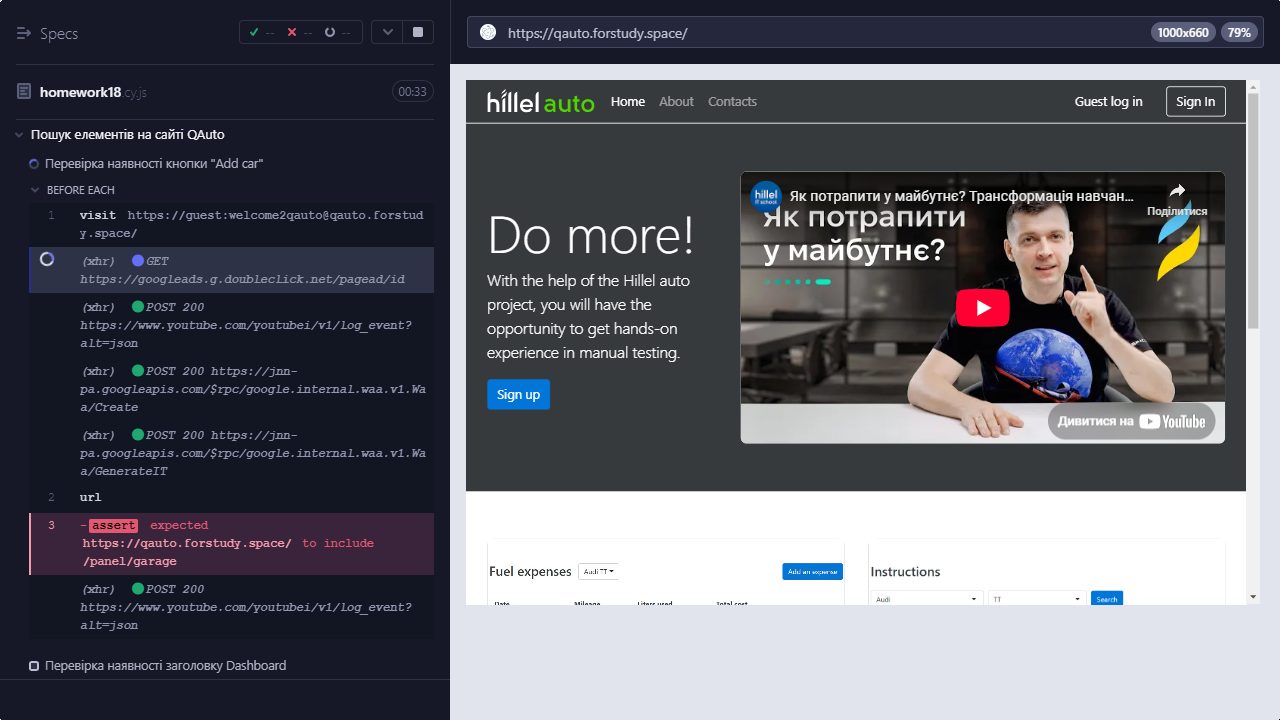 Specs
--
--
--
https://qauto.forstudy.space/
1000x660
79%
homework18.cy.js
00:33
Пошук елементів на сайті QAuto
Перевірка наявності кнопки "Add car"
BEFORE EACH
1 visit https://guest:welcome2qauto@qauto.forstud
y.space/
(xhr) GET
https://googleads.g.doubleclick.net/pagead/id
(xhr) POST 200
https://www.youtube.com/youtubei/v1/log_event?
alt=json
(xhr) POST 200 https://jnn-
pa.googleapis.com/$rpc/google.internal.waa.v1.Wa
a/Create
(xhr) POST 200 https://jnn-
pa.googleapis.com/$rpc/google.internal.waa.v1.Wa
a/GenerateIT
2 url
3 -assert expected
https://qauto.forstudy.space/ to include
/panel/garage
(xhr) POST 200
https://www.youtube.com/youtubei/v1/log_event?
alt=json
Перевірка наявності заголовку Dashboard
hillel auto
Home
About
Contacts
Guest log in
Sign In
Do more!
With the help of the Hillel auto
project, you will have the
opportunity to get hands-on
experience in manual testing.
Sign up
hillel
IT school
Як потрапити у майбутнє? Трансформація навчан...
Поділитися
Як потрапити
у майбутнє?
Дивитися на YouTube
Fuel expenses
Audi TT
Add an expense
Date
Mileage
Liters used
Total cost
Instructions
Audi
TT
Search